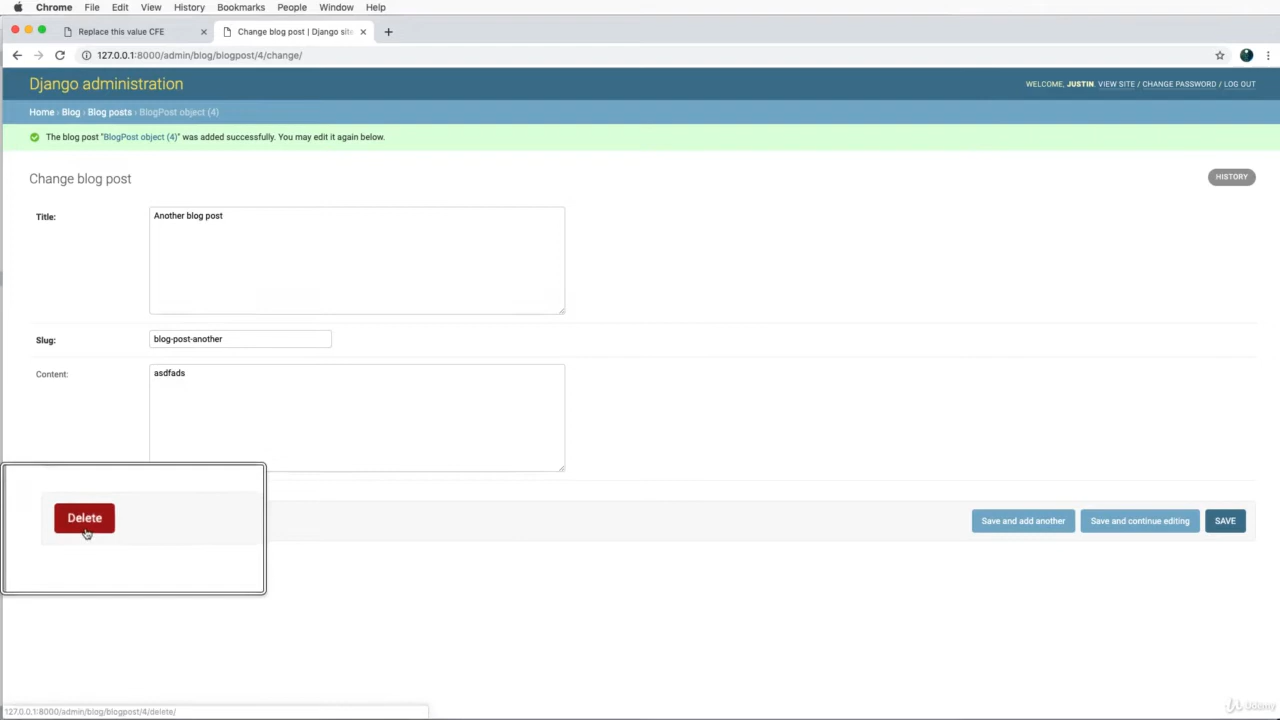 Chrome File Edit View History Bookmarks People Window Help
Replace this value CFE
Change blog post | Django site
127.0.0.1:8000/admin/blog/blogpost/4/change/
Django administration
WELCOME, JUSTIN. VIEW SITE / CHANGE PASSWORD / LOG OUT
Home › Blog › Blog posts › BlogPost object (4)
The blog post "BlogPost object (4)" was added successfully. You may edit it again below.
Change blog post
HISTORY
Title:
Another blog post
Slug:
blog-post-another
Content:
asdfads
Delete
Save and add another
Save and continue editing
SAVE
127.0.0.1:8000/admin/blog/blogpost/4/delete/
Udemy